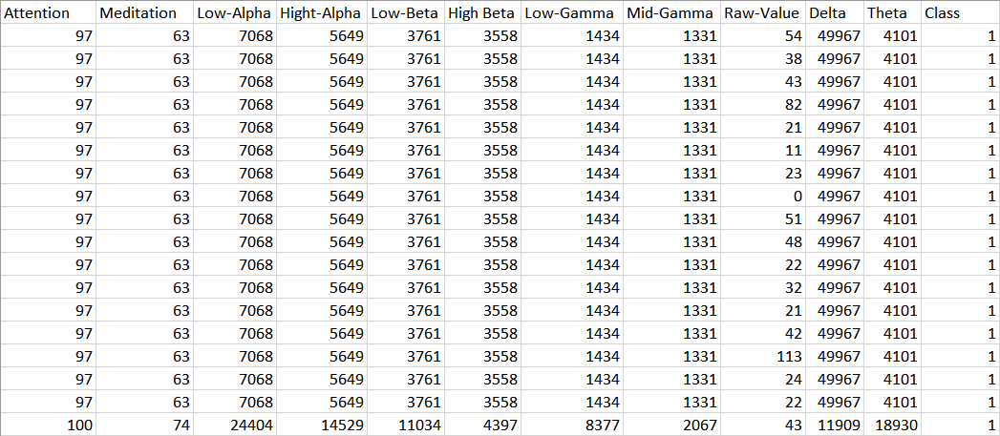 Attention Meditation Low-Alpha Hight-Alpha Low-Beta High Beta Low-Gamma Mid-Gamma Raw-Value Delta Theta Class
97 63 7068 5649 3761 3558 1434 1331 54 49967 4101 1
97 63 7068 5649 3761 3558 1434 1331 38 49967 4101 1
97 63 7068 5649 3761 3558 1434 1331 43 49967 4101 1
97 63 7068 5649 3761 3558 1434 1331 82 49967 4101 1
97 63 7068 5649 3761 3558 1434 1331 21 49967 4101 1
97 63 7068 5649 3761 3558 1434 1331 11 49967 4101 1
97 63 7068 5649 3761 3558 1434 1331 23 49967 4101 1
97 63 7068 5649 3761 3558 1434 1331 0 49967 4101 1
97 63 7068 5649 3761 3558 1434 1331 51 49967 4101 1
97 63 7068 5649 3761 3558 1434 1331 48 49967 4101 1
97 63 7068 5649 3761 3558 1434 1331 22 49967 4101 1
97 63 7068 5649 3761 3558 1434 1331 32 49967 4101 1
97 63 7068 5649 3761 3558 1434 1331 21 49967 4101 1
97 63 7068 5649 3761 3558 1434 1331 42 49967 4101 1
97 63 7068 5649 3761 3558 1434 1331 113 49967 4101 1
97 63 7068 5649 3761 3558 1434 1331 24 49967 4101 1
97 63 7068 5649 3761 3558 1434 1331 22 49967 4101 1
100 74 24404 14529 11034 4397 8377 2067 43 11909 18930 1